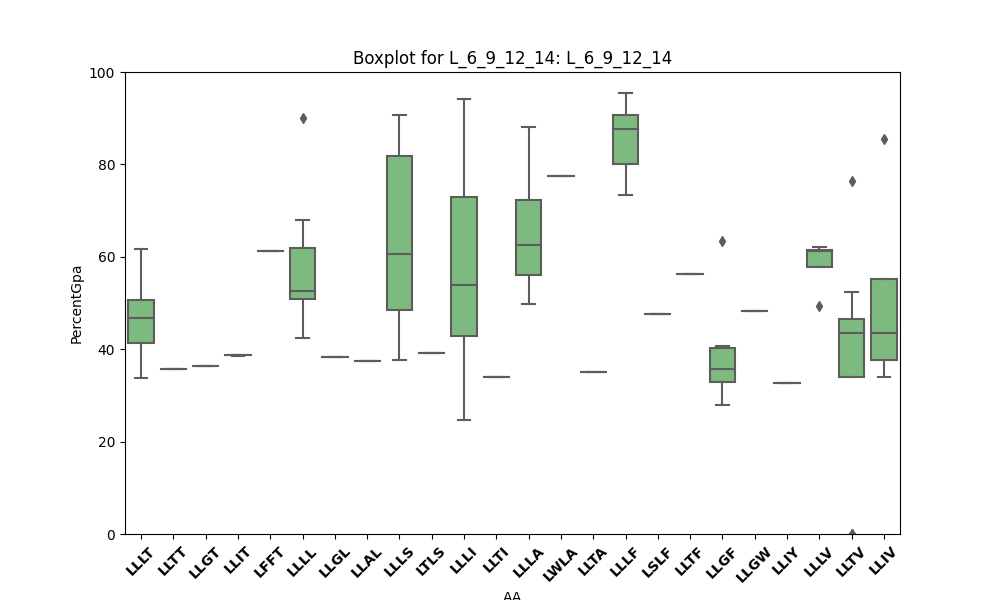 Boxplot for L_6_9_12_14: L_6_9_12_14
100
80
60
40
20
0
PercentGpa
LLLT LLTT LLGT LLIT LFFT LLLL LLGL LLAL LLLS LTLS LLLI LLTI LLLA LWLA LLTA LLLF LSLF LLTF LLGF LLGW LLIY LLLV LLTV LLIV
AA